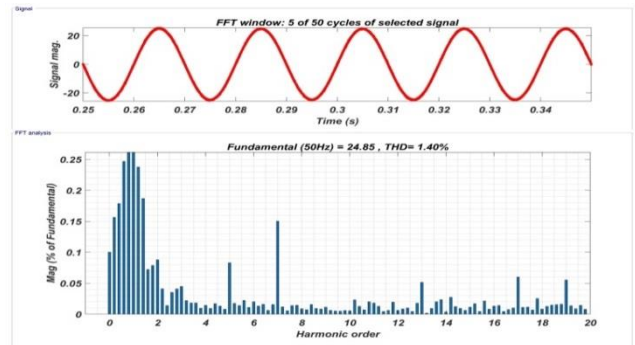 Signal
FFT window: 5 of 50 cycles of selected signal
20
0
-20
Signal mag.
0.25 0.26 0.27 0.28 0.29 0.3 0.31 0.32 0.33 0.34
Time (s)
FFT analysis
Fundamental (50Hz) = 24.85 , THD= 1.40%
0.25
0.2
0.15
0.1
0.05
0
Mag (% of Fundamental)
0 2 4 6 8 10 12 14 16 18 20
Harmonic order